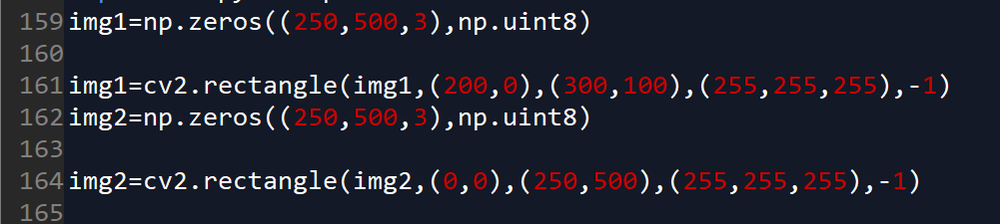 159 img1=np.zeros((250,500,3),np.uint8)
160
161 img1=cv2.rectangle(img1,(200,0),(300,100),(255,255,255),-1)
162 img2=np.zeros((250,500,3),np.uint8)
163
164 img2=cv2.rectangle(img2,(0,0),(250,500),(255,255,255),-1)
165